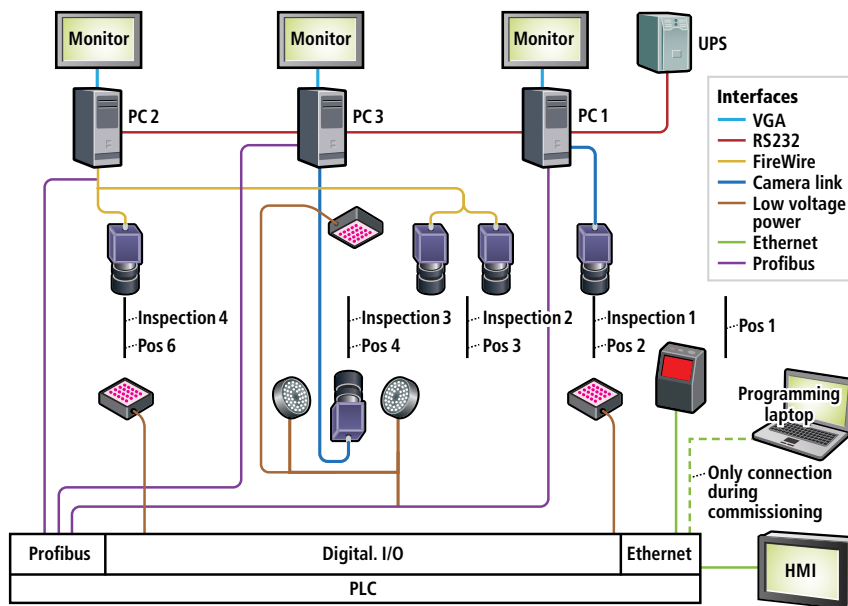 Monitor
Monitor
Monitor
UPS
PC 2
PC 3
PC 1
Interfaces
VGA
RS232
FireWire
Camera link
Low voltage
power
Ethernet
Profibus
Inspection 4
Pos 6
Inspection 3
Pos 4
Inspection 2
Pos 3
Inspection 1
Pos 2
Pos 1
Programming
laptop
Only connection
during
commissioning
Profibus
Digital. I/O
Ethernet
PLC
HMI